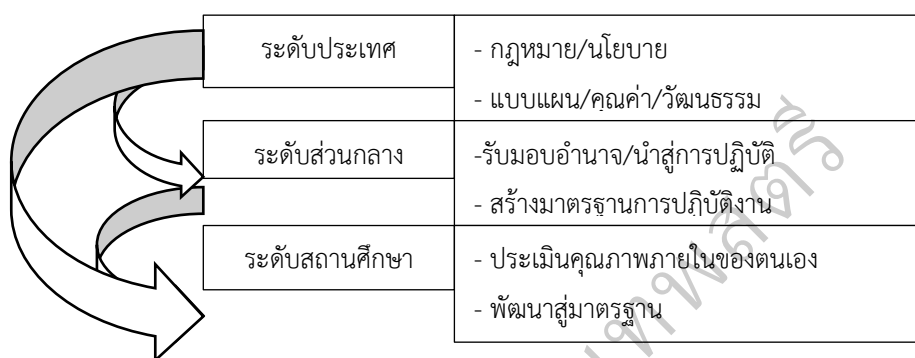 ระดับประเทศ
- กฎหมาย/นโยบาย
- แบบแผน/คุณค่า/วัฒนธรรม
ระดับส่วนกลาง
-รับมอบอำนาจ/นำสู่การปฏิบัติ
- สร้างมาตรฐานการปฏิบัติงาน
ระดับสถานศึกษา
- ประเมินคุณภาพภายในของตนเอง
- พัฒนาสู่มาตรฐาน